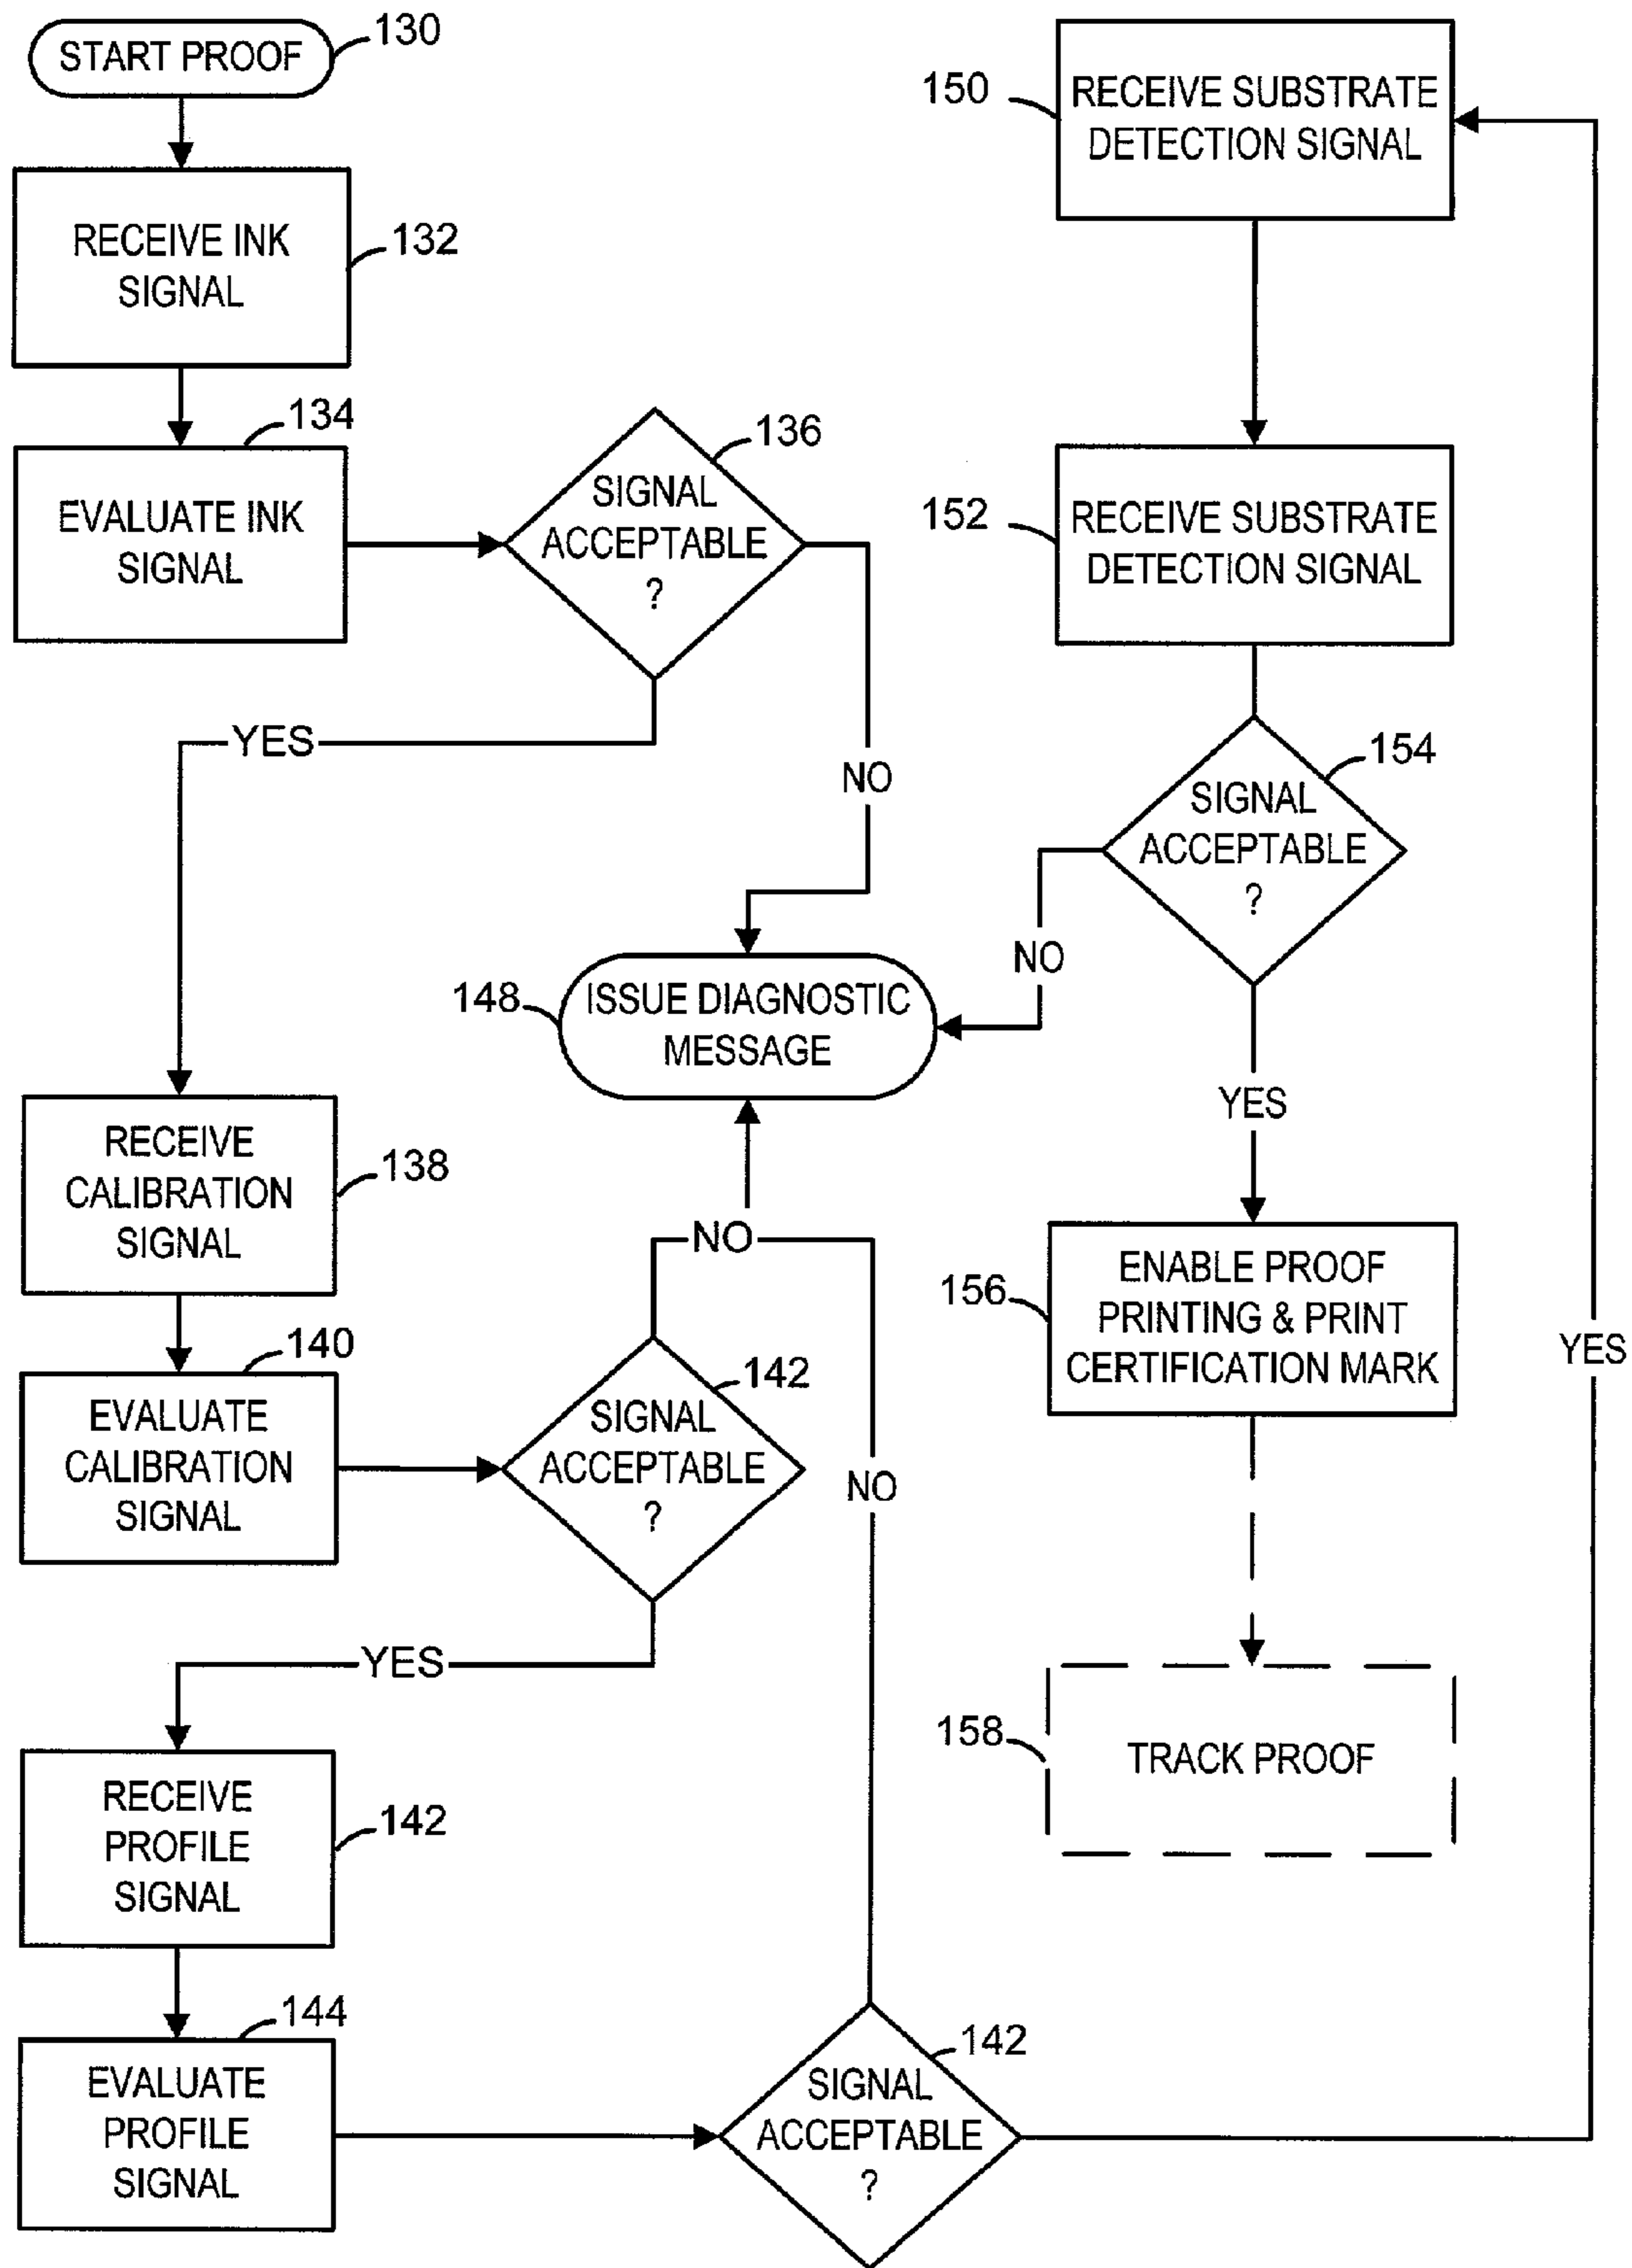 START PROOF
130
RECEIVE INK
SIGNAL
132
134
EVALUATE INK
SIGNAL
136
SIGNAL
ACCEPTABLE
?
YES
NO
RECEIVE
CALIBRATION
SIGNAL
138
140
EVALUATE
CALIBRATION
SIGNAL
142
SIGNAL
ACCEPTABLE
?
NO
YES
148
ISSUE DIAGNOSTIC
MESSAGE
RECEIVE
PROFILE
SIGNAL
142
144
EVALUATE
PROFILE
SIGNAL
142
SIGNAL
ACCEPTABLE
?
NO
YES
150
RECEIVE SUBSTRATE
DETECTION SIGNAL
152
RECEIVE SUBSTRATE
DETECTION SIGNAL
154
SIGNAL
ACCEPTABLE
?
NO
YES
156
ENABLE PROOF
PRINTING & PRINT
CERTIFICATION MARK
158
TRACK PROOF